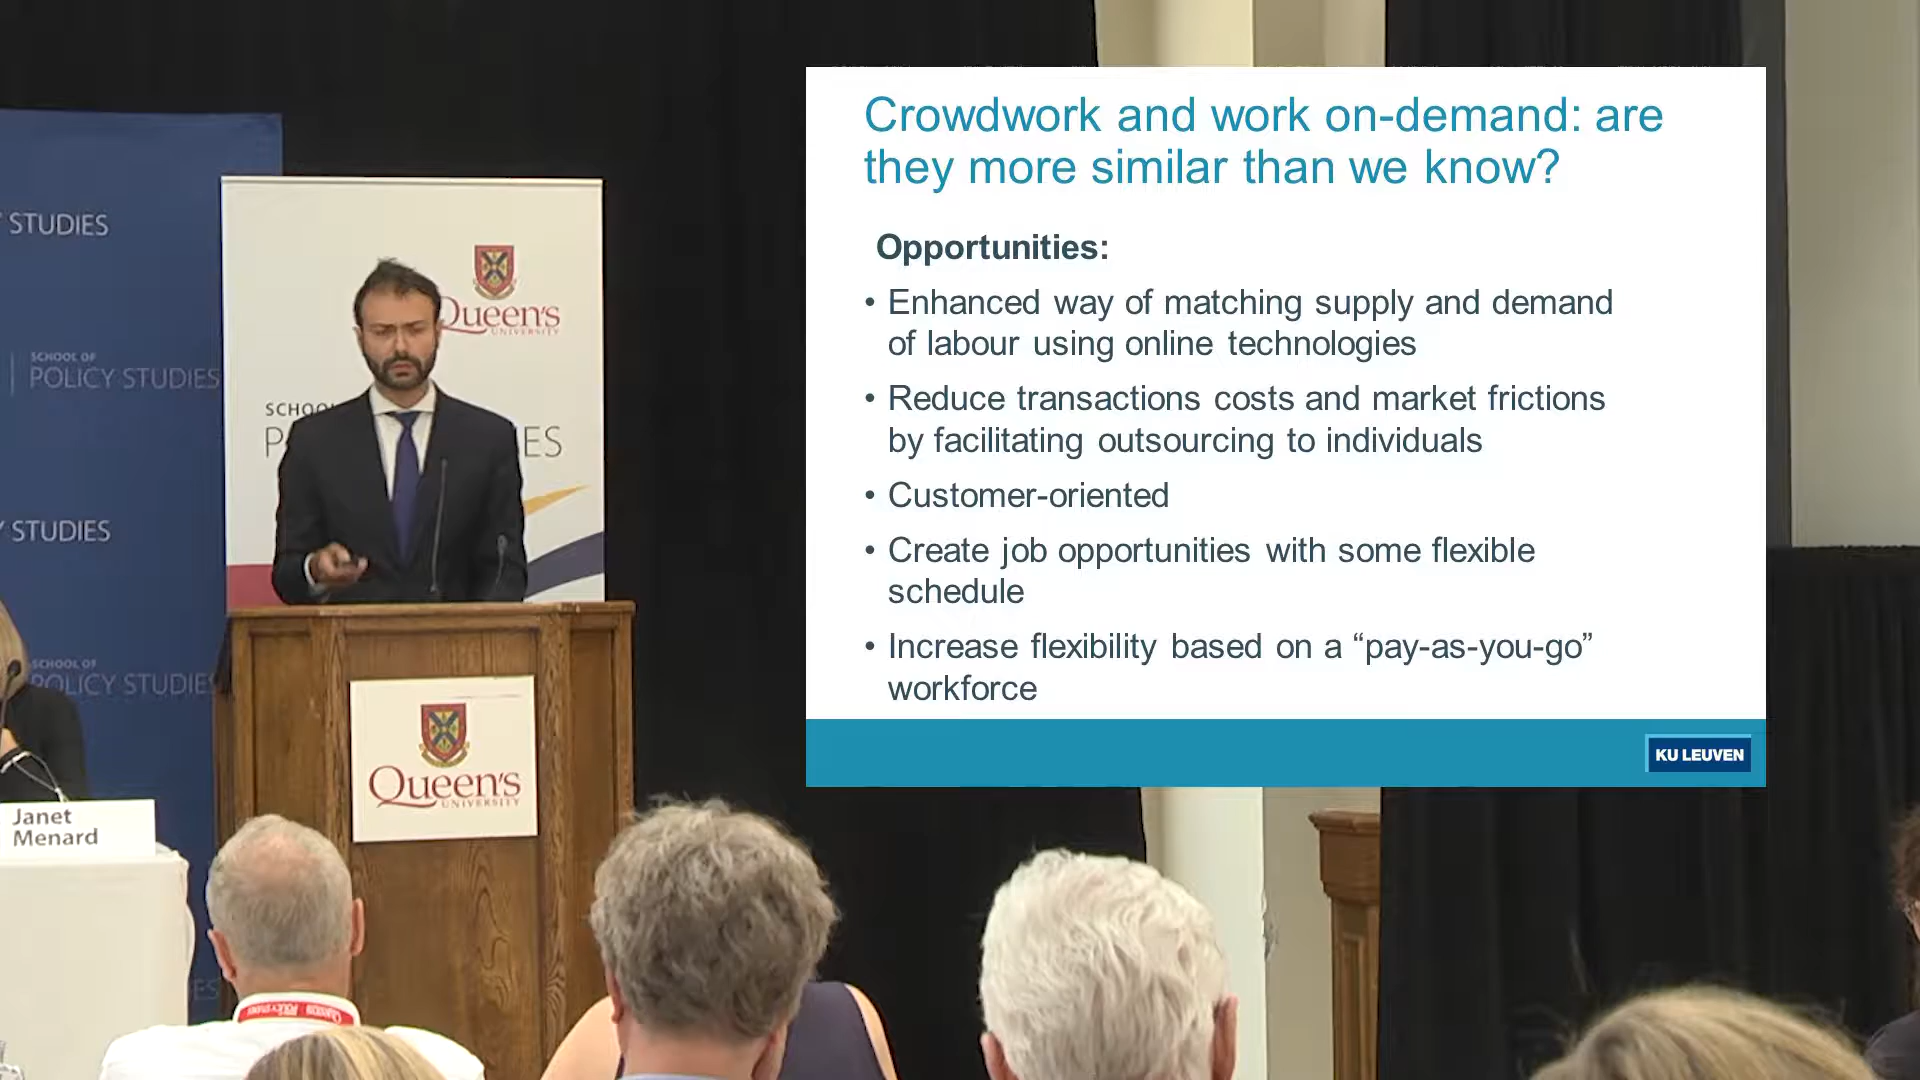 Crowdwork and work on-demand: are
they more similar than we know?
Opportunities:
• Enhanced way of matching supply and demand
of labour using online technologies
• Reduce transactions costs and market frictions
by facilitating outsourcing to individuals
• Customer-oriented
• Create job opportunities with some flexible
schedule
• Increase flexibility based on a “pay-as-you-go”
workforce
KU LEUVEN
STUDIES
SCHOOL OF
POLICY STUDIES
STUDIES
SCHOOL OF
POLICY STUDIES
Queen's
UNIVERSITY
SCHOO
P
ES
Queen's
UNIVERSITY
Janet
Menard